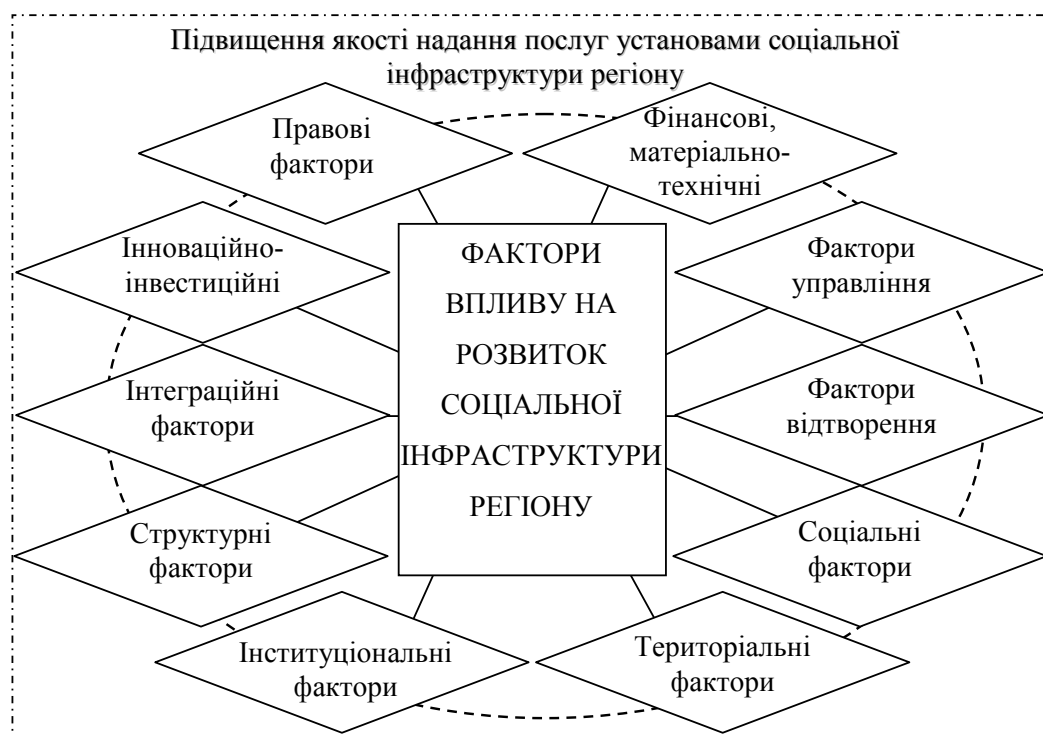 Підвищення якості надання послуг установами соціальної
інфраструктури регіону
Правові
фактори
Фінансові,
матеріально-
технічні
Інноваційно-
інвестиційні
ФАКТОРИ
ВПЛИВУ НА
РОЗВИТОК
СОЦІАЛЬНОЇ
ІНФРАСТРУКТУРИ
РЕГІОНУ
Фактори
управління
Інтеграційні
фактори
Фактори
відтворення
Структурні
фактори
Соціальні
фактори
Інституціональні
фактори
Територіальні
фактори